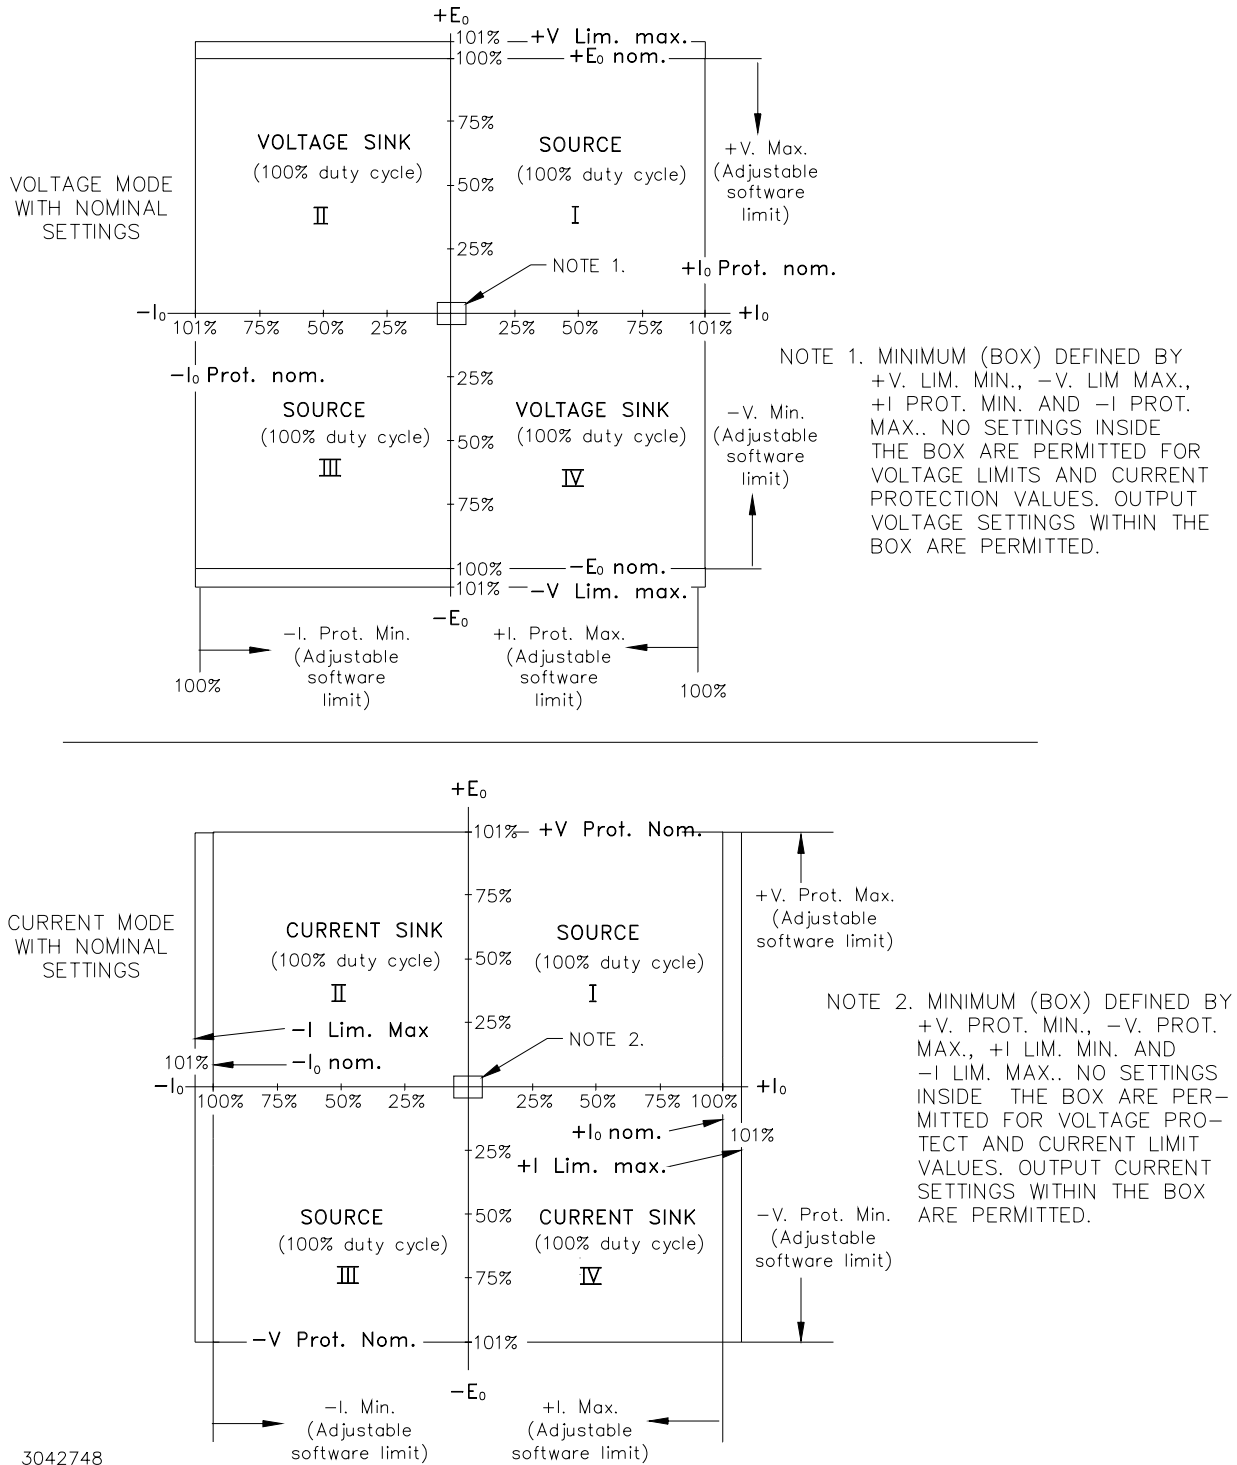 +E₀
101% +V Lim. max.
100% +E₀ nom.
75%
VOLTAGE SINK
(100% duty cycle)
II
SOURCE
(100% duty cycle)
I
+V. Max.
(Adjustable
software
limit)
VOLTAGE MODE
WITH NOMINAL
SETTINGS
50%
25%
NOTE 1.
+I₀ Prot. nom.
-I₀
101% 75% 50% 25% 25% 50% 75% 101%
+I₀
NOTE 1. MINIMUM (BOX) DEFINED BY
+V. LIM. MIN., -V. LIM MAX.,
+I PROT. MIN. AND -I PROT.
MAX.. NO SETTINGS INSIDE
THE BOX ARE PERMITTED FOR
VOLTAGE LIMITS AND CURRENT
PROTECTION VALUES. OUTPUT
VOLTAGE SETTINGS WITHIN THE
BOX ARE PERMITTED.
-I₀ Prot. nom.
25%
SOURCE
(100% duty cycle)
III
VOLTAGE SINK
(100% duty cycle)
IV
-V. Min.
(Adjustable
software
limit)
50%
75%
100% -E₀ nom.
101% -V Lim. max.
-E₀
-I. Prot. Min.
(Adjustable
software
limit)
+I. Prot. Max.
(Adjustable
software
limit)
100%
100%
+E₀
101% +V Prot. Nom.
75%
+V. Prot. Max.
(Adjustable
software limit)
CURRENT MODE
WITH NOMINAL
SETTINGS
CURRENT SINK
(100% duty cycle)
II
SOURCE
(100% duty cycle)
I
50%
25%
-I Lim. Max
101% -I₀ nom.
NOTE 2.
NOTE 2. MINIMUM (BOX) DEFINED BY
+V. PROT. MIN., -V. PROT.
MAX., +I LIM. MIN. AND
-I LIM. MAX.. NO SETTINGS
INSIDE THE BOX ARE PER-
MITTED FOR VOLTAGE PRO-
TECT AND CURRENT LIMIT
VALUES. OUTPUT CURRENT
SETTINGS WITHIN THE BOX
ARE PERMITTED.
-I₀
100% 75% 50% 25% 25% 50% 75% 100%
+I₀
+I₀ nom.
101%
25%
+I Lim. max.
50%
SOURCE
(100% duty cycle)
III
CURRENT SINK
(100% duty cycle)
IV
-V. Prot. Min.
(Adjustable
software limit)
75%
-V Prot. Nom.
101%
-E₀
-I. Min.
(Adjustable
software limit)
+I. Max.
(Adjustable
software limit)
3042748